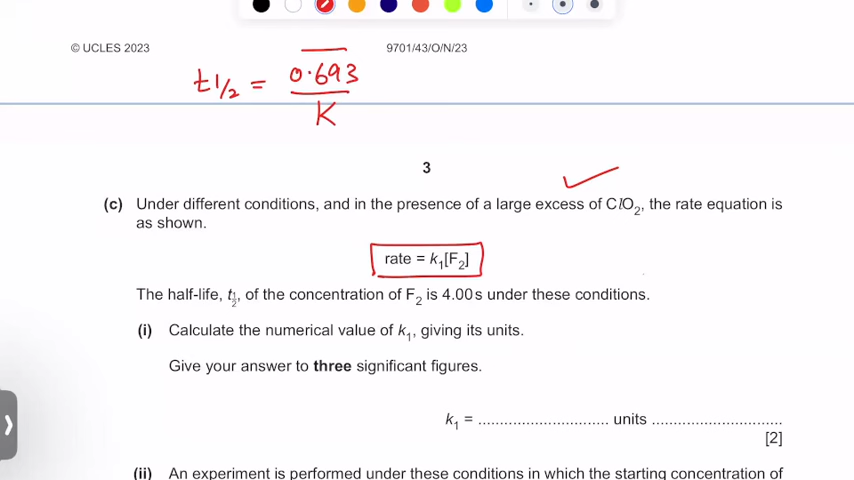 © UCLES 2023
9701/43/O/N/23
t1/2 = 0.693
K
3
(c) Under different conditions, and in the presence of a large excess of ClO2, the rate equation is
as shown.
rate = k1[F2]
The half-life, t1/2, of the concentration of F2 is 4.00s under these conditions.
(i) Calculate the numerical value of k1, giving its units.
Give your answer to three significant figures.
k1 = ............................. units .............................
[2]
(ii) An experiment is performed under these conditions in which the starting concentration of